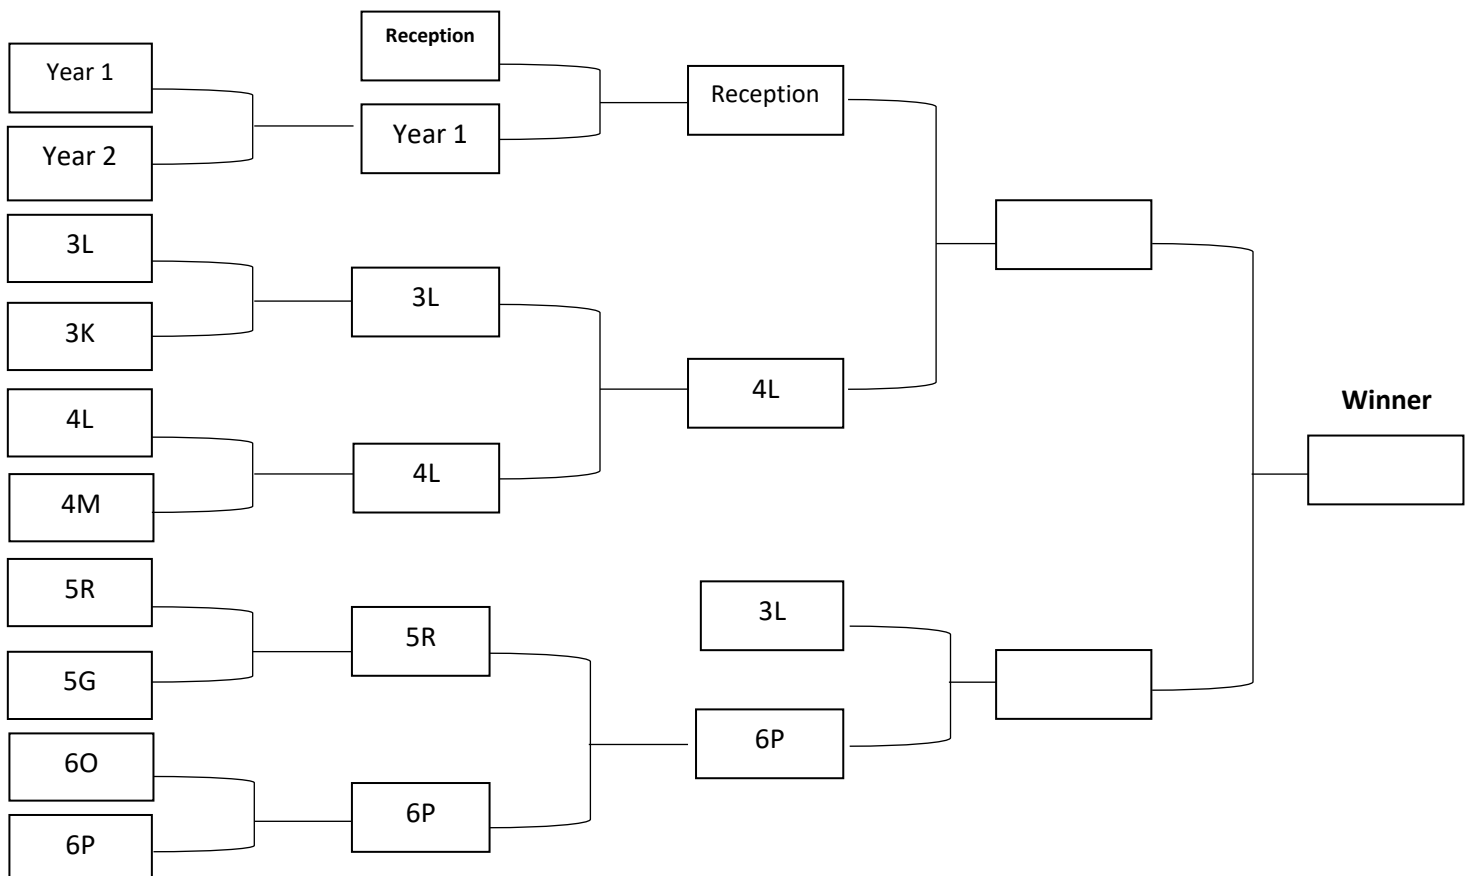 Year 1
Year 2
3L
3K
4L
4M
5R
5G
6O
6P
Reception
Year 1
3L
4L
5R
6P
Reception
4L
3L
6P
Winner